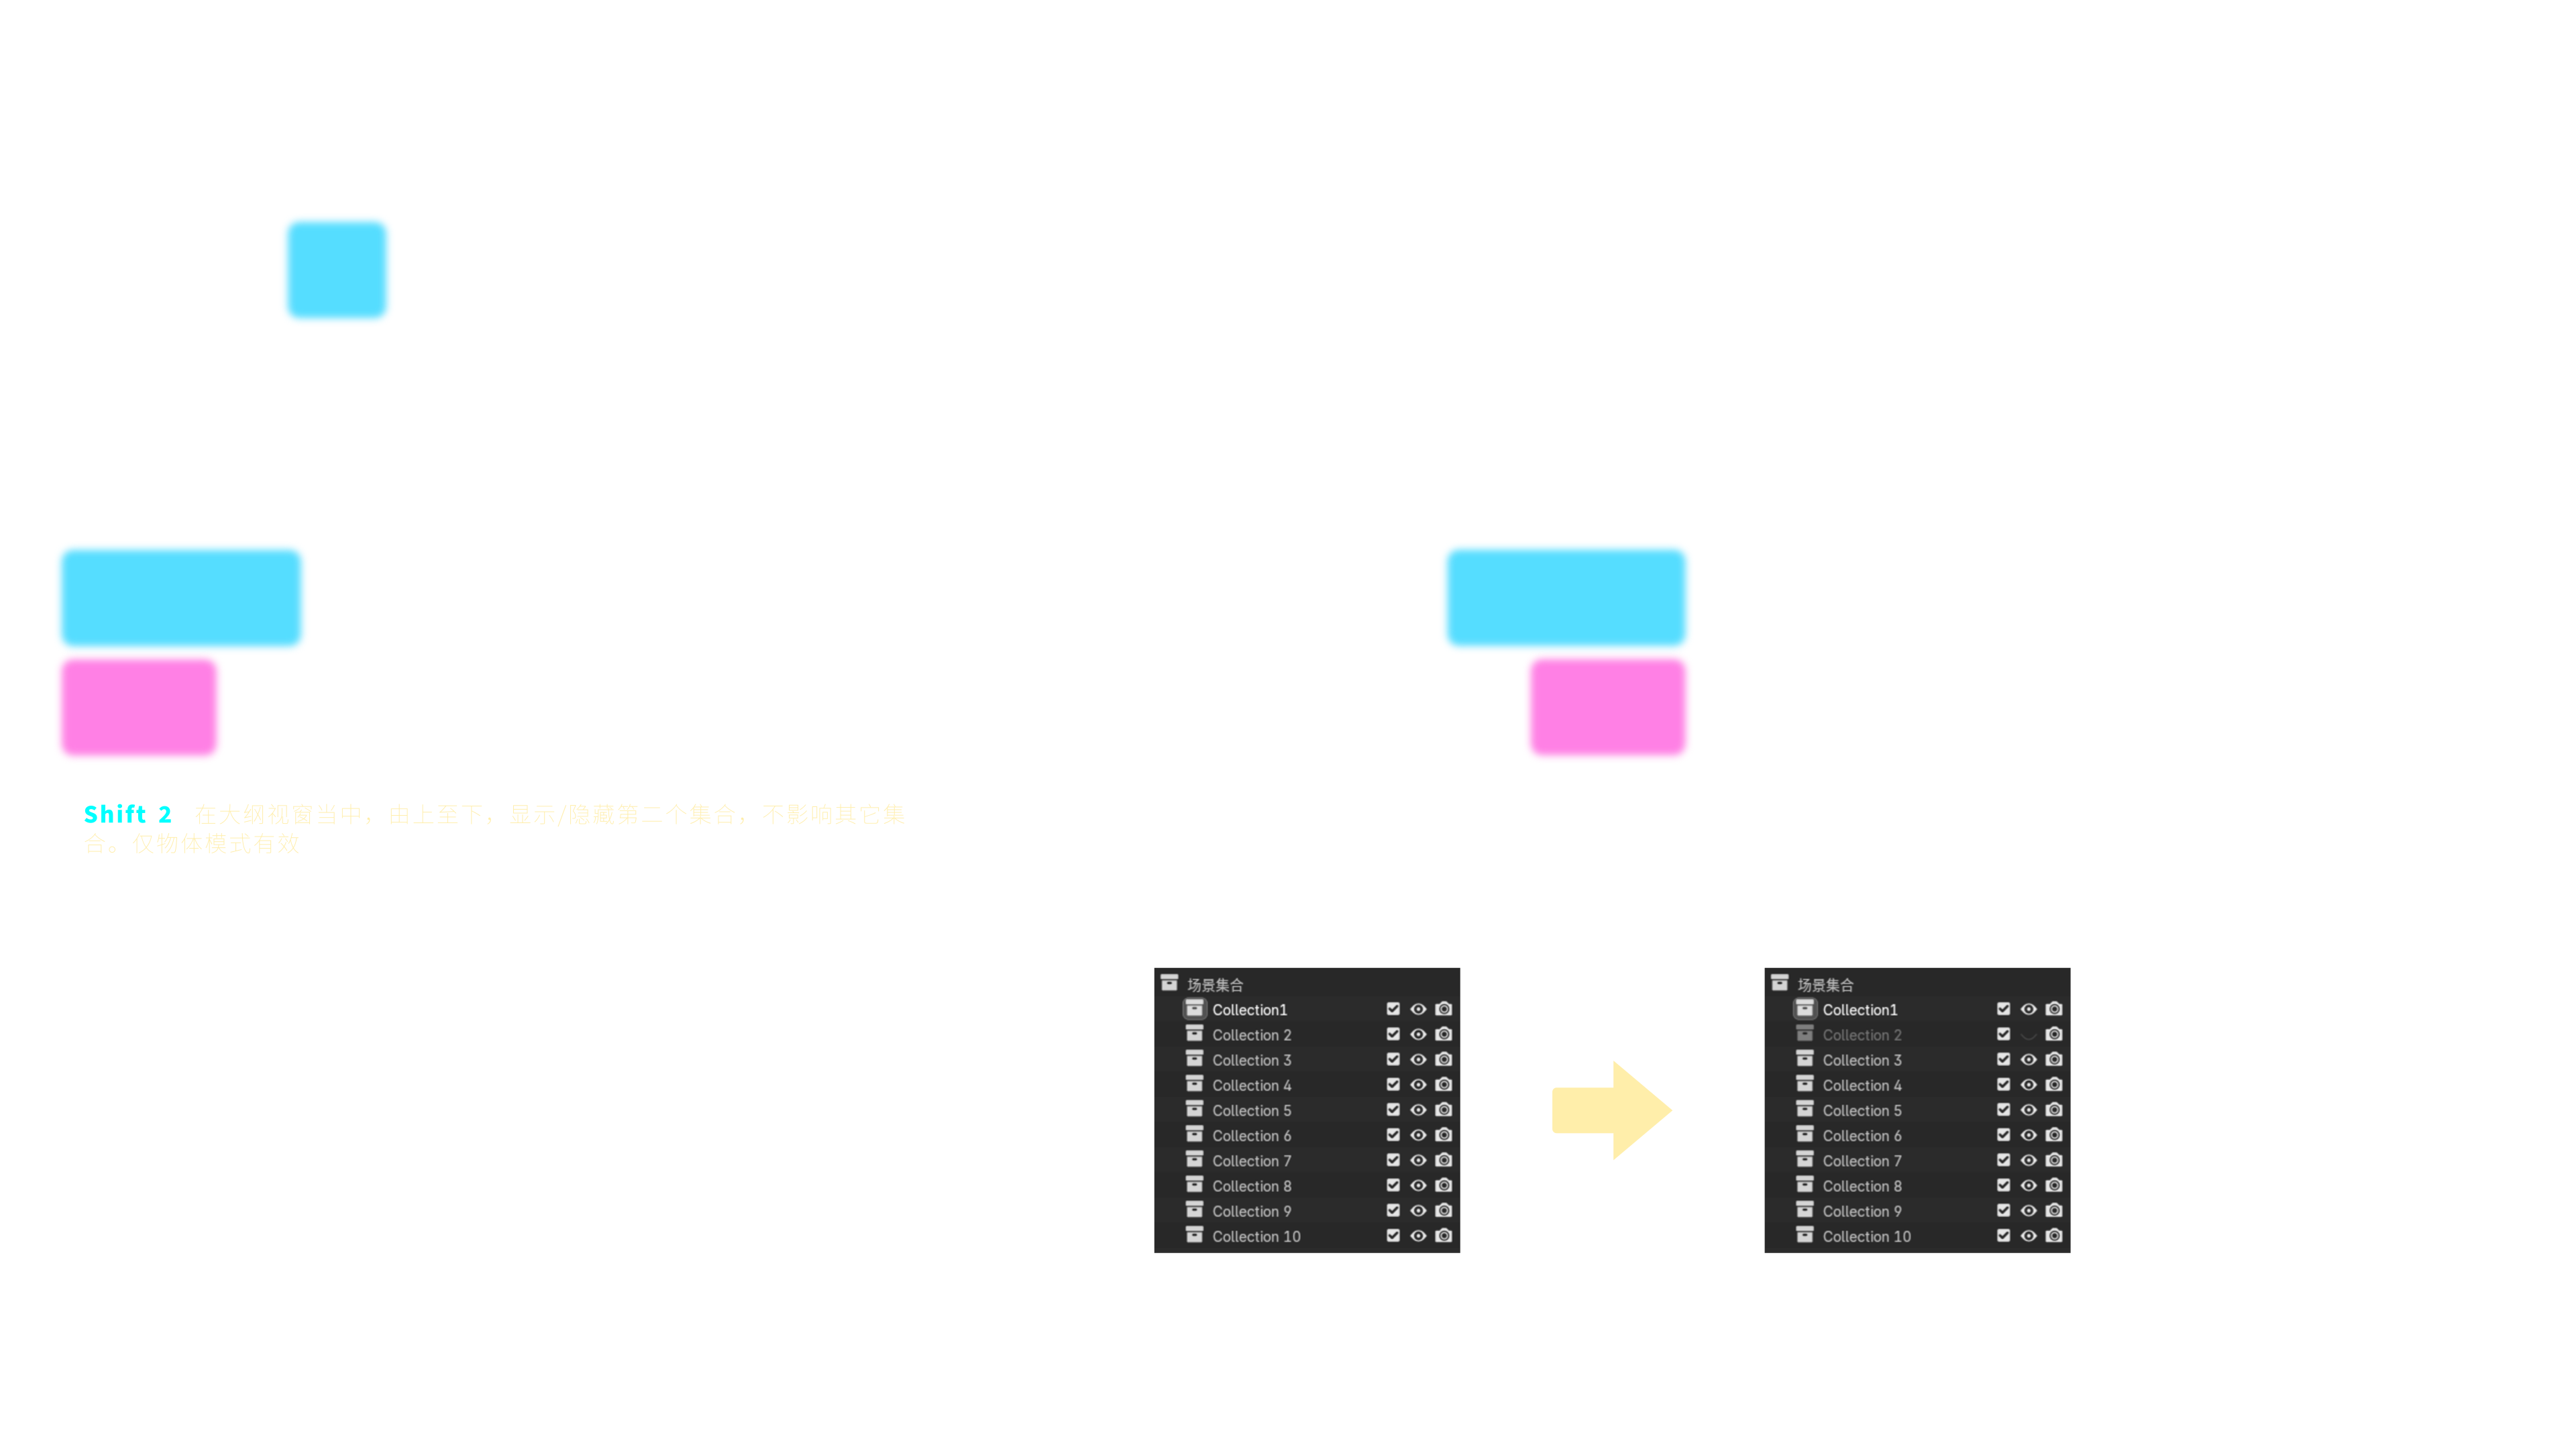 Shift 2 在大纲视窗当中，由上至下，显示/隐藏第二个集合，不影响其它集
合。仅物体模式有效
场景集合
Collection1
Collection 2
Collection 3
Collection 4
Collection 5
Collection 6
Collection 7
Collection 8
Collection 9
Collection 10
场景集合
Collection1
Collection 2
Collection 3
Collection 4
Collection 5
Collection 6
Collection 7
Collection 8
Collection 9
Collection 10